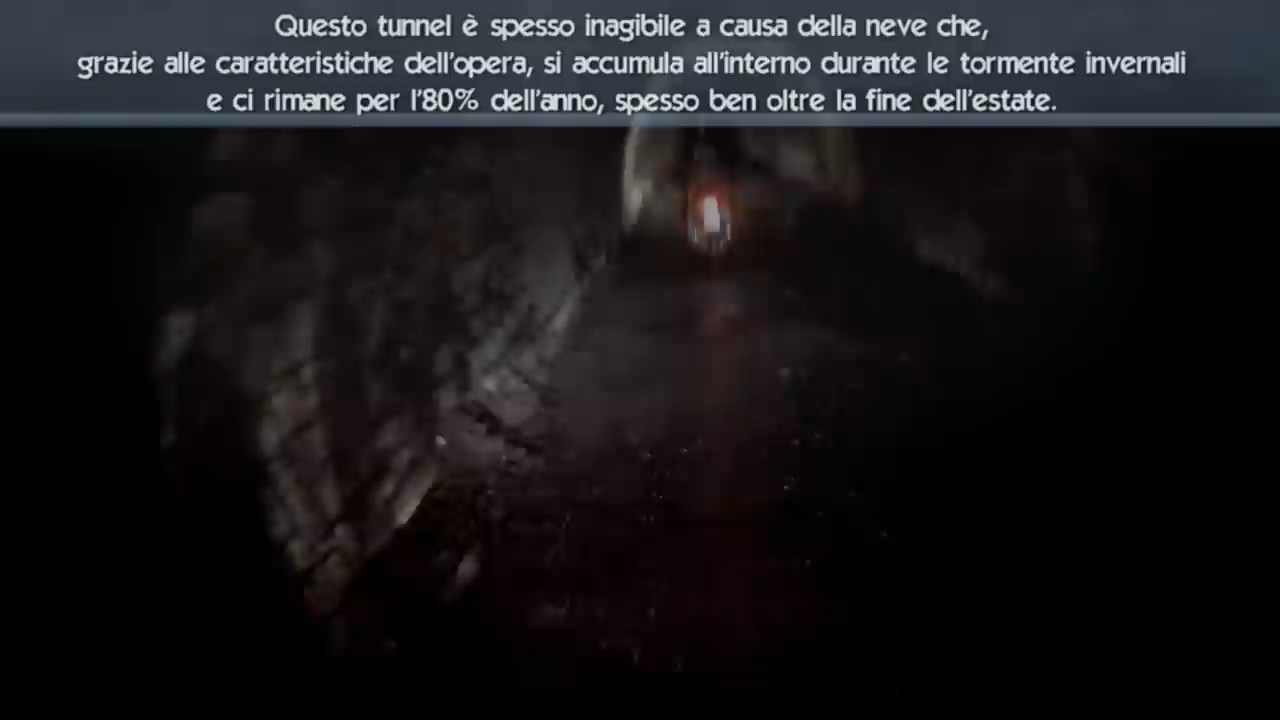 Questo tunnel è spesso inagibile a causa della neve che,
grazie alle caratteristiche dell'opera, si accumula all'interno durante le tormente invernali
e ci rimane per l'80% dell'anno, spesso ben oltre la fine dell'estate.